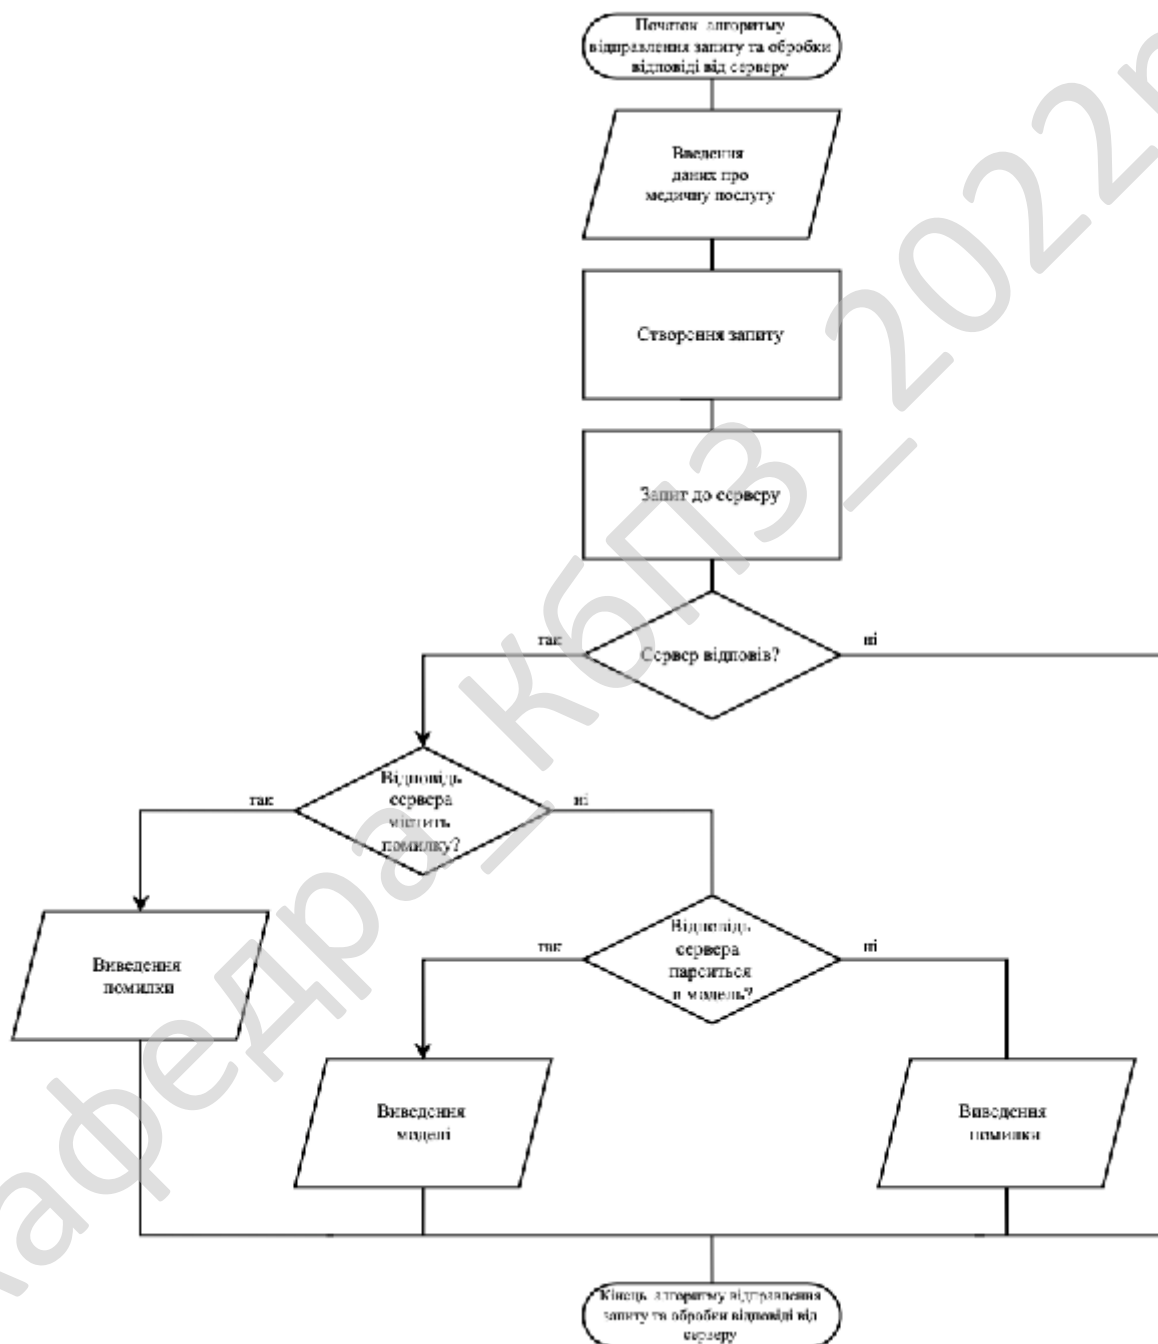 Початок алгоритму
відправлення запиту та обробки
відповіді від серверу
Введення
даних про
медичну послугу
Створення запиту
Запит до серверу
Сервер відповів?
так
ні
Відповідь
сервера
містить
помилку?
так
ні
Відповідь
сервера
парситься
в модель?
так
ні
Виведення
помилки
Виведення
моделі
Виведення
помилки
Кінець алгоритму відправлення
запиту та обробки відповіді від
серверу
кафедра_КбПЗ_2022р